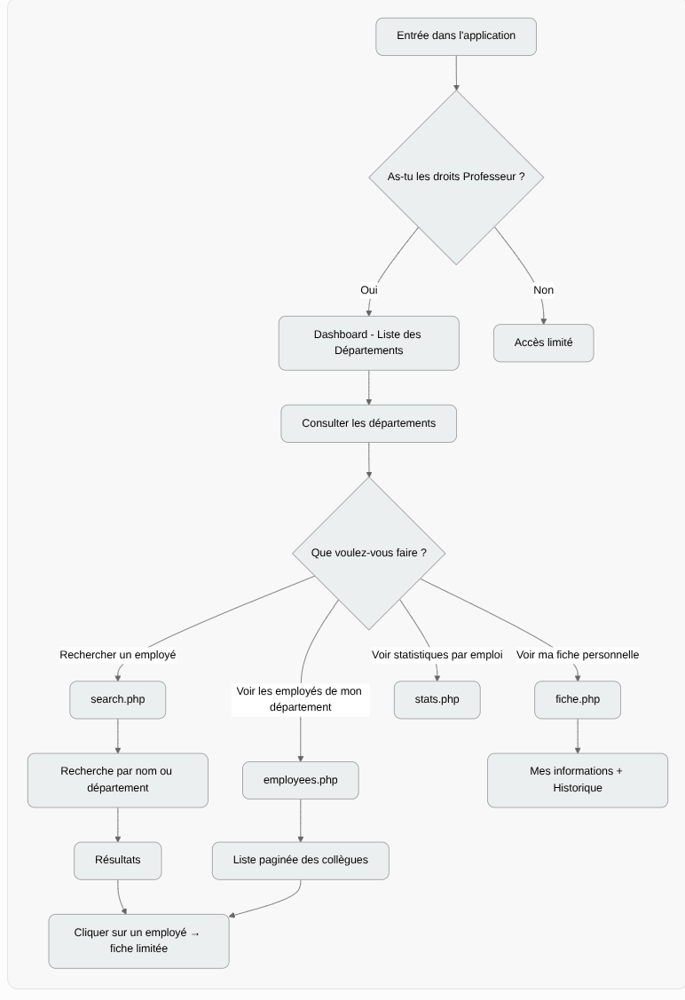 Entrée dans l'application
As-tu les droits Professeur ?
Oui
Non
Dashboard - Liste des
Départements
Accès limité
Consulter les départements
Que voulez-vous faire ?
Rechercher un employé
Voir les employés de mon
département
Voir statistiques par emploi
Voir ma fiche personnelle
search.php
stats.php
fiche.php
Recherche par nom ou
département
employees.php
Mes informations +
Historique
Résultats
Liste paginée des collègues
Cliquer sur un employé →
fiche limitée